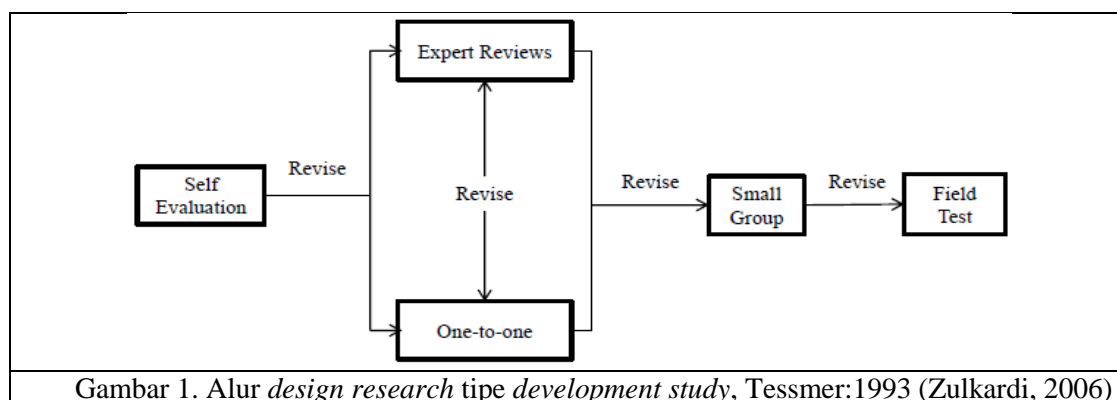 Expert Reviews
Revise
Self
Evaluation
Revise
Revise
Small
Group
Revise
Field
Test
One-to-one
Gambar 1. Alur design research tipe development study, Tessmer:1993 (Zulkardi, 2006)